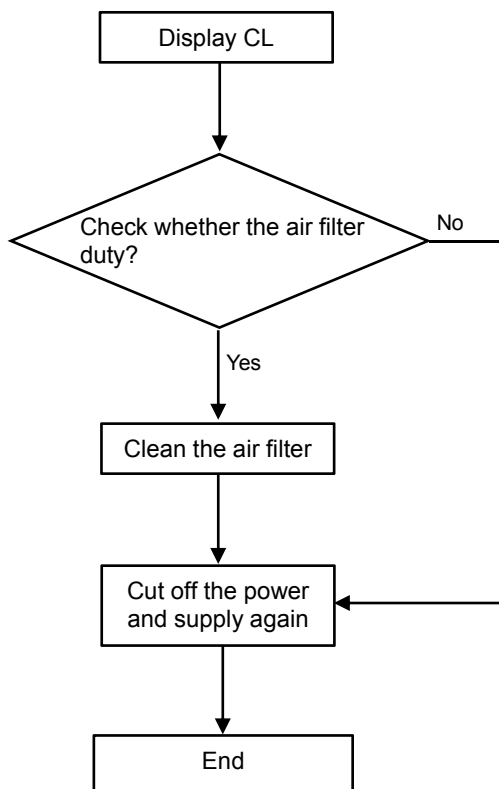 Display CL
Check whether the air filter
duty?
No
Yes
Clean the air filter
Cut off the power
and supply again
End